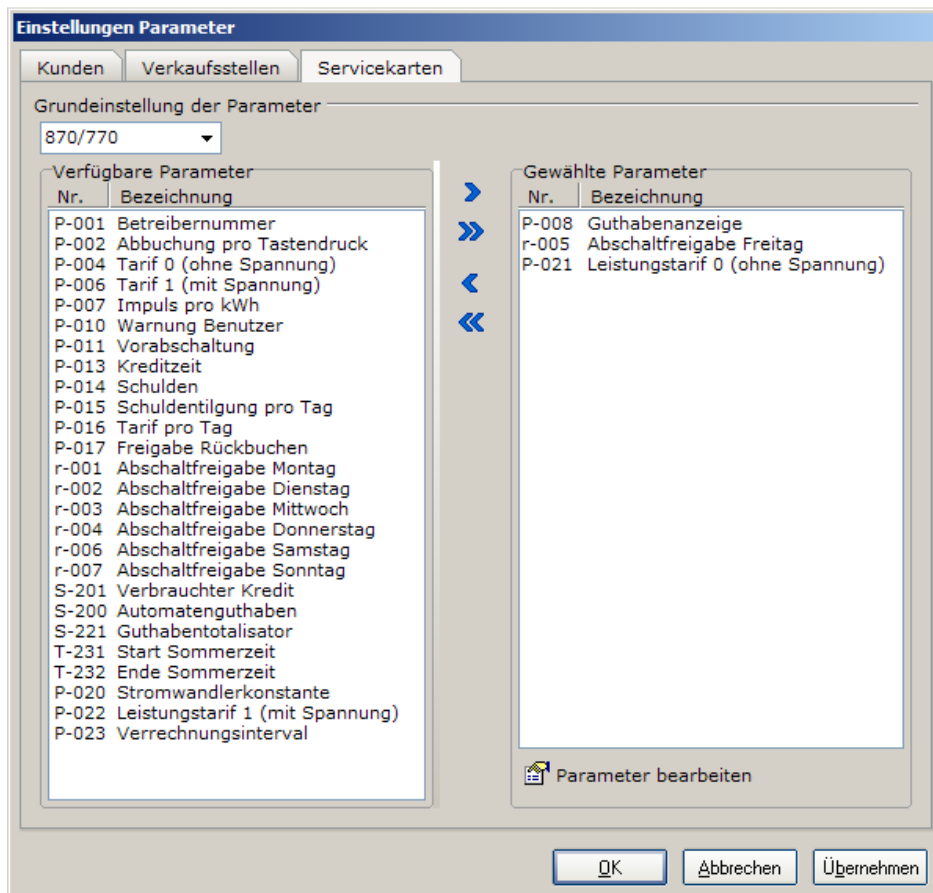 Einstellungen Parameter
Kunden Verkaufsstellen Servicekarten
Grundeinstellung der Parameter
870/770
Verfügbare Parameter
Nr. Bezeichnung
P-001 Betreibernummer
P-002 Abbuchung pro Tastendruck
P-004 Tarif 0 (ohne Spannung)
P-006 Tarif 1 (mit Spannung)
P-007 Impuls pro kWh
P-010 Warnung Benutzer
P-011 Vorabschaltung
P-013 Kreditzeit
P-014 Schulden
P-015 Schuldentilgung pro Tag
P-016 Tarif pro Tag
P-017 Freigabe Rückbuchen
r-001 Abschaltfreigabe Montag
r-002 Abschaltfreigabe Dienstag
r-003 Abschaltfreigabe Mittwoch
r-004 Abschaltfreigabe Donnerstag
r-006 Abschaltfreigabe Samstag
r-007 Abschaltfreigabe Sonntag
S-201 Verbrauchter Kredit
S-200 Automatenguthaben
S-221 Guthabentotalisator
T-231 Start Sommerzeit
T-232 Ende Sommerzeit
P-020 Stromwandlerkonstante
P-022 Leistungstarif 1 (mit Spannung)
P-023 Verrechnungsinterval
Gewählte Parameter
Nr. Bezeichnung
P-008 Guthabenanzeige
r-005 Abschaltfreigabe Freitag
P-021 Leistungstarif 0 (ohne Spannung)
Parameter bearbeiten
OK Abbrechen Übernehmen